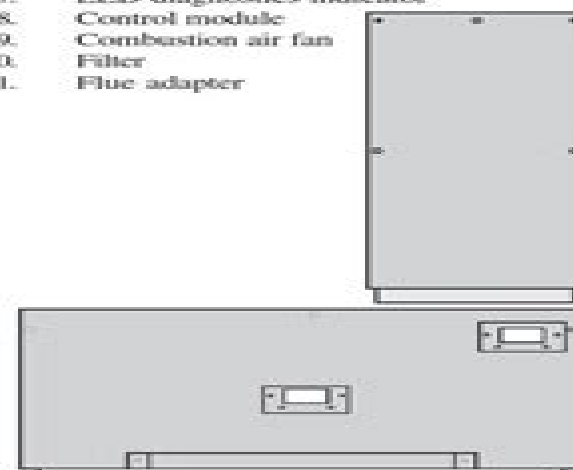 8. Control module
9. Combustion air fan
0. Filter
1. Flue adapter